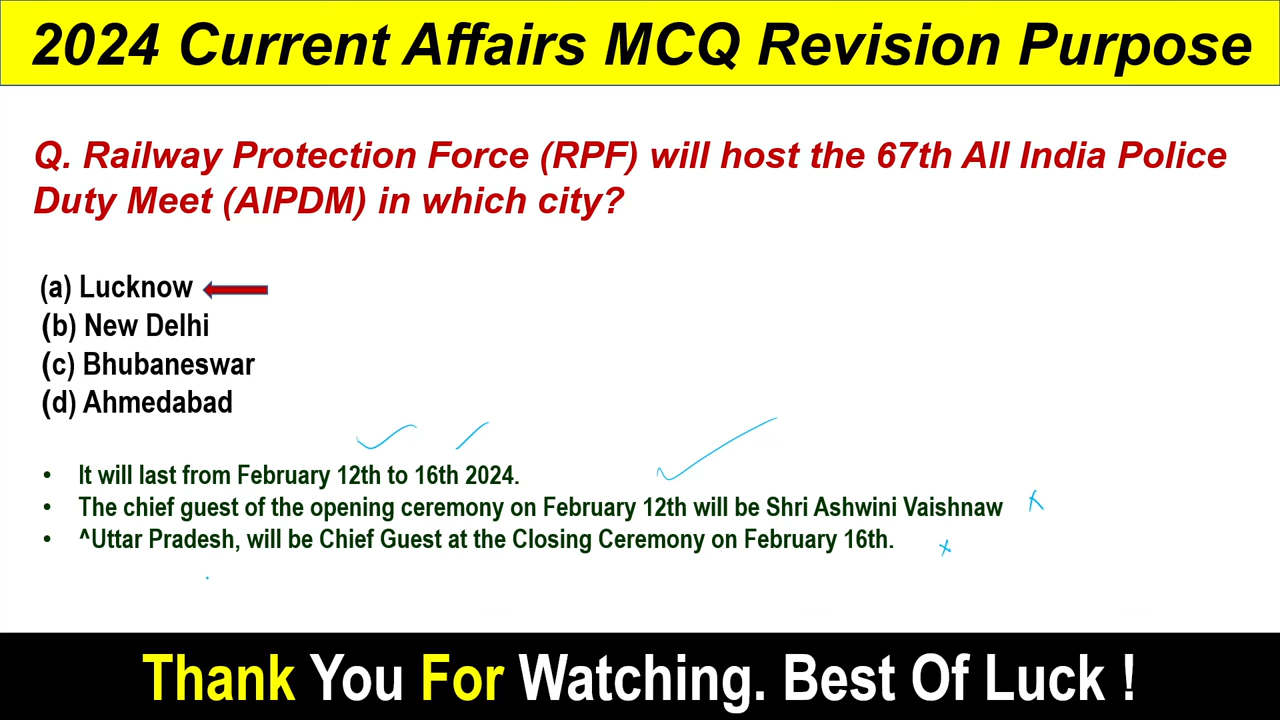 2024 Current Affairs MCQ Revision Purpose
Q. Railway Protection Force (RPF) will host the 67th All India Police
Duty Meet (AIPDM) in which city?
(a) Lucknow
(b) New Delhi
(c) Bhubaneswar
(d) Ahmedabad
• It will last from February 12th to 16th 2024.
• The chief guest of the opening ceremony on February 12th will be Shri Ashwini Vaishnaw
• ^Uttar Pradesh, will be Chief Guest at the Closing Ceremony on February 16th.
Thank You For Watching. Best Of Luck !